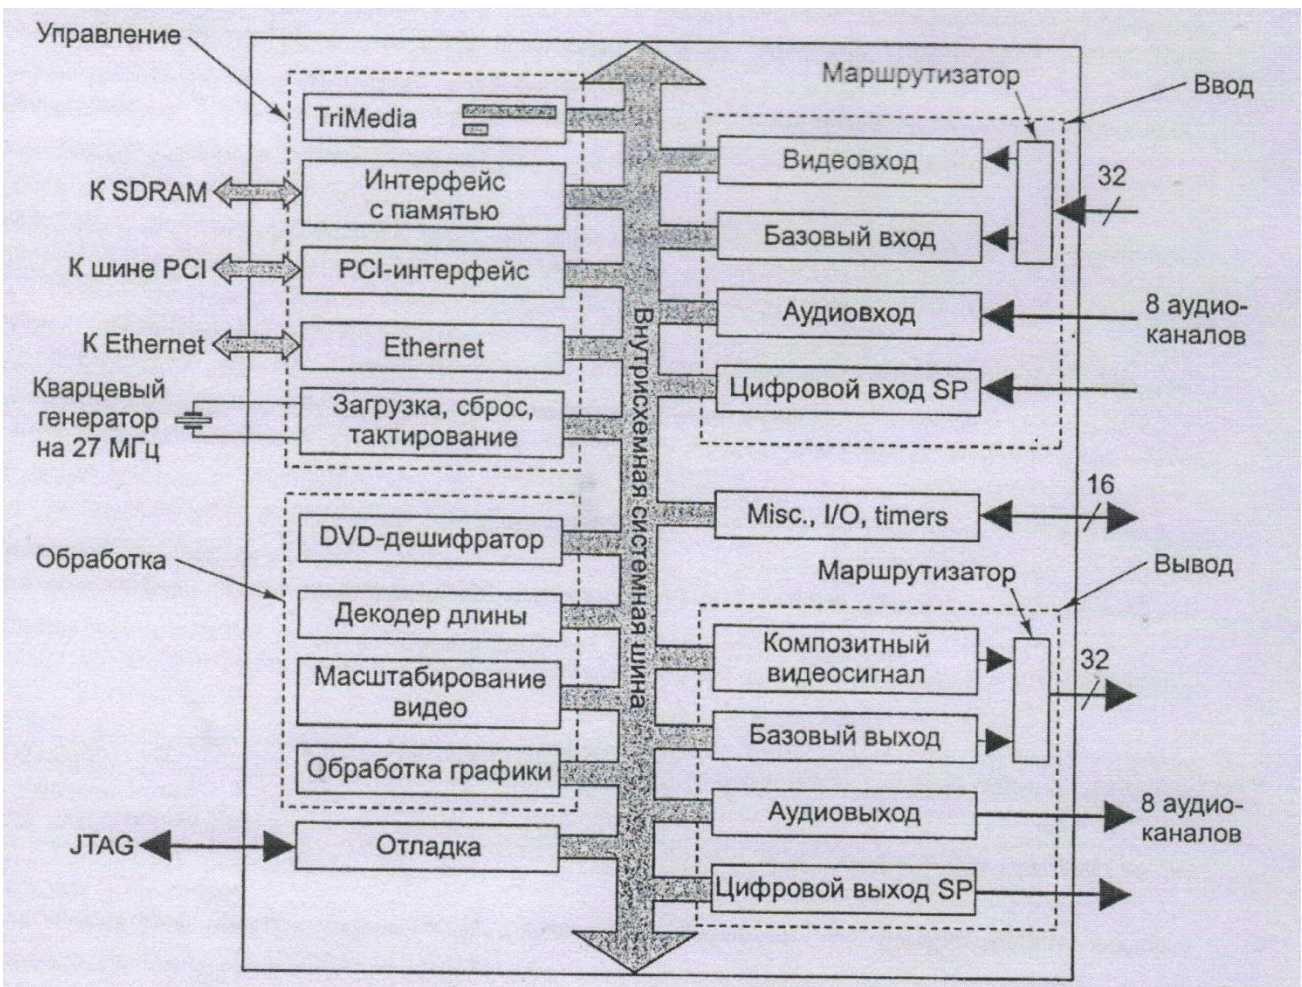 Управление
TriMedia
К SDRAM
Интерфейс
с памятью
К шине PCI
PCI-интерфейс
К Ethernet
Ethernet
Кварцевый
генератор
на 27 МГц
Загрузка, сброс,
тактирование
Обработка
DVD-дешифратор
Декодер длины
Масштабирование
видео
Обработка графики
JTAG
Отладка
Внутрисхемная системная шина
Маршрутизатор
Ввод
Видеовход
32
Базовый вход
Аудиовход
8 аудио-
каналов
Цифровой вход SP
Misc., I/O, timers
16
Маршрутизатор
Вывод
Композитный
видеосигнал
32
Базовый выход
Аудиовыход
8 аудио-
каналов
Цифровой выход SP